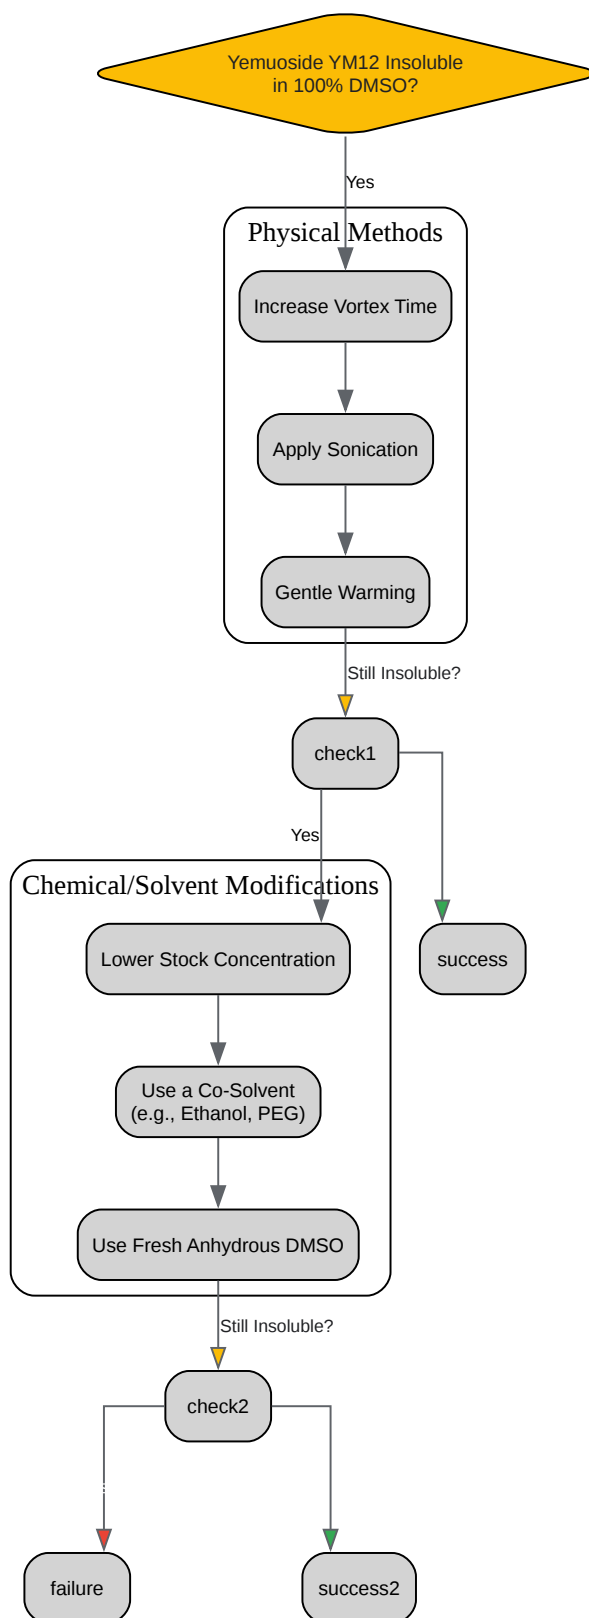 Yemuoside YM12 Insoluble
in 100% DMSO?
Yes
Physical Methods
Increase Vortex Time
Apply Sonication
Gentle Warming
Still Insoluble?
check1
Yes
Chemical/Solvent Modifications
Lower Stock Concentration
success
Use a Co-Solvent
(e.g., Ethanol, PEG)
Use Fresh Anhydrous DMSO
Still Insoluble?
check2
failure
success2